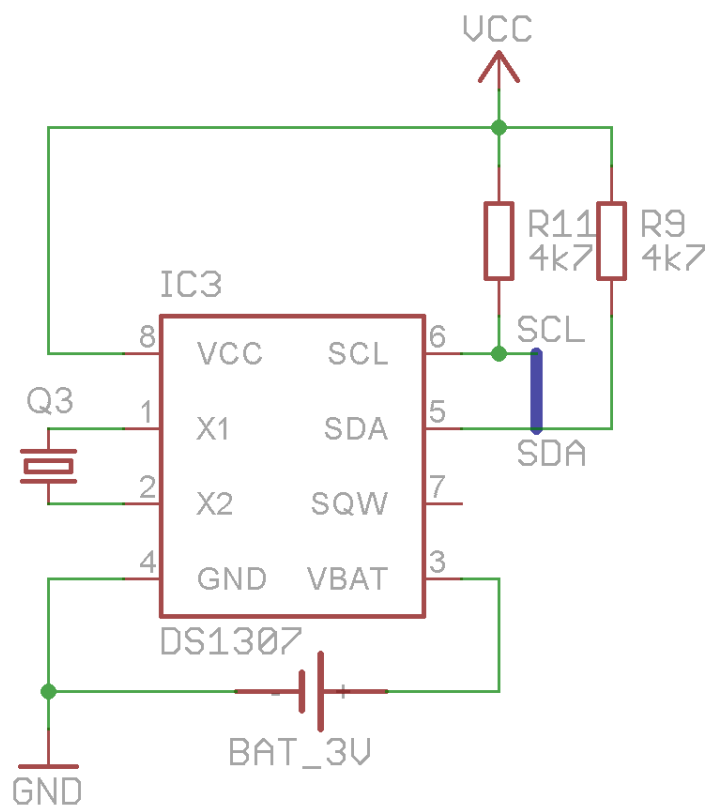 VCC
R11
4k7
R9
4k7
IC3
SCL
8
VCC
SCL
6
Q3
1
X1
SDA
5
SDA
2
X2
SQW
7
4
GND
VBAT
3
DS1307
- +
BAT_3V
GND